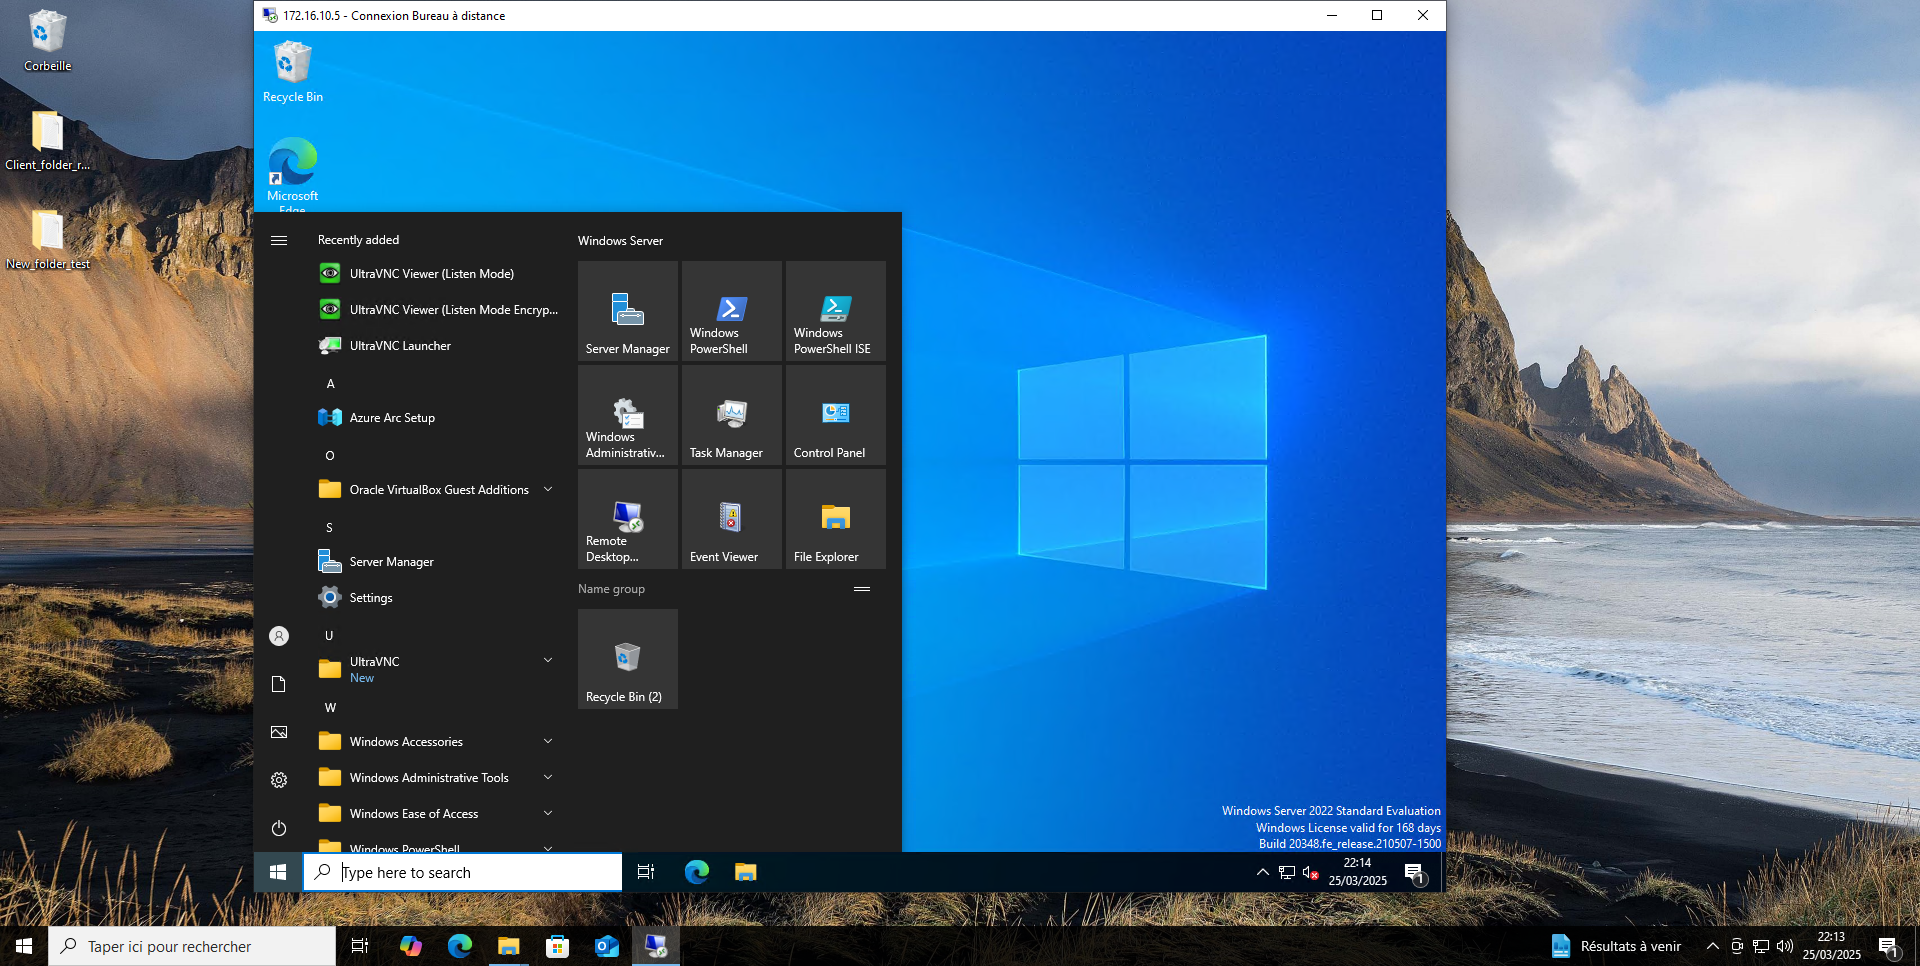 Corbeille
Client_folder_r...
New_folder_test
172.16.10.5 - Connexion Bureau à distance
Recycle Bin
Microsoft
Edge
Recently added
UltraVNC Viewer (Listen Mode)
UltraVNC Viewer (Listen Mode Encryp...
UltraVNC Launcher
A
Azure Arc Setup
O
Oracle VirtualBox Guest Additions
S
Server Manager
Settings
U
UltraVNC
New
W
Windows Accessories
Windows Administrative Tools
Windows Ease of Access
Windows PowerShell
Windows Server
Server Manager
Windows
PowerShell
Windows
PowerShell ISE
Windows
Administrativ...
Task Manager
Control Panel
Remote
Desktop...
Event Viewer
File Explorer
Name group
Recycle Bin (2)
Windows Server 2022 Standard Evaluation
Windows License valid for 168 days
Build 20348.fe_release.210507-1500
Type here to search
22:14
25/03/2025
1
Taper ici pour rechercher
Résultats à venir
22:13
25/03/2025
1